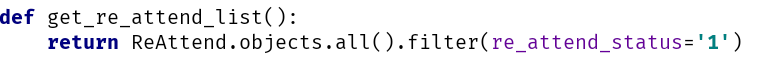 def get_re_attend_list():
    return ReAttend.objects.all().filter(re_attend_status='1')